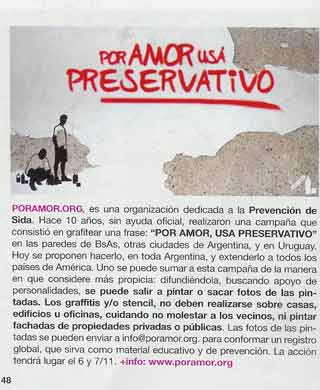 POR AMOR USÁ
PRESERVATIVO
PORAMOR.ORG, es una organización dedicada a la Prevención de
Sida. Hace 10 años, sin ayuda oficial, realizaron una campaña que
consistió en grafitear una frase: “POR AMOR, USA PRESERVATIVO”
en las paredes de BsAs, otras ciudades de Argentina, y en Uruguay.
Hoy se proponen hacerlo, en toda Argentina, y extenderlo a todos los
países de América. Uno se puede sumar a esta campaña de la manera
en que considere más propicia: difundiéndola, buscando apoyo de
personalidades, se puede salir a pintar o sacar fotos de las pin-
tadas. Los graffitis y/o stencil, no deben realizarse sobre casas,
edificios u oficinas, cuidando no molestar a los vecinos, ni pintar
fachadas de propiedades privadas o públicas. Las fotos de las pin-
tadas se pueden enviar a info@poramor.org. para conformar un registro
global, que sirva como material educativo y de prevención. La acción
tendrá lugar el 6 y 7/11. +info: www.poramor.org
48